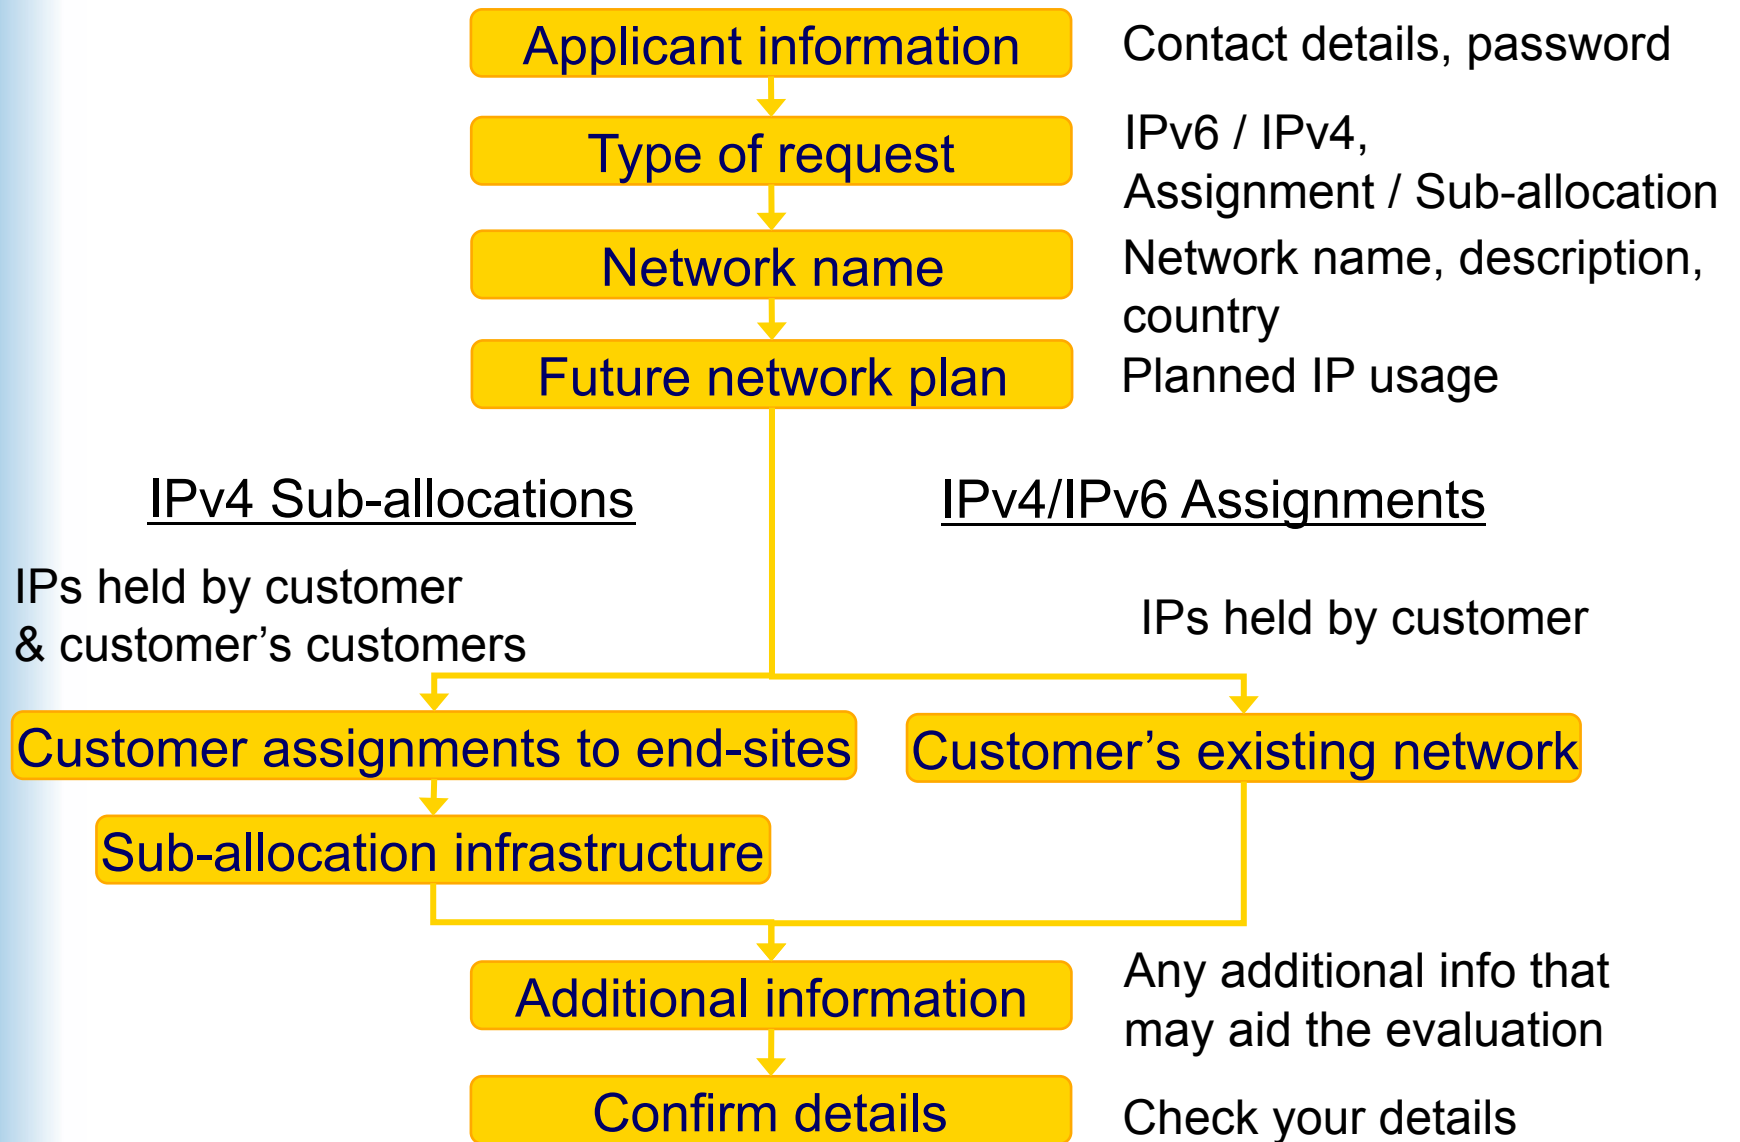 Applicant information
Contact details, password
Type of request
IPv6 / IPv4,
Assignment / Sub-allocation
Network name
Network name, description,
country
Future network plan
Planned IP usage
IPv4 Sub-allocations
IPv4/IPv6 Assignments
IPs held by customer
& customer’s customers
IPs held by customer
Customer assignments to end-sites
Customer’s existing network
Sub-allocation infrastructure
Additional information
Any additional info that
may aid the evaluation
Confirm details
Check your details